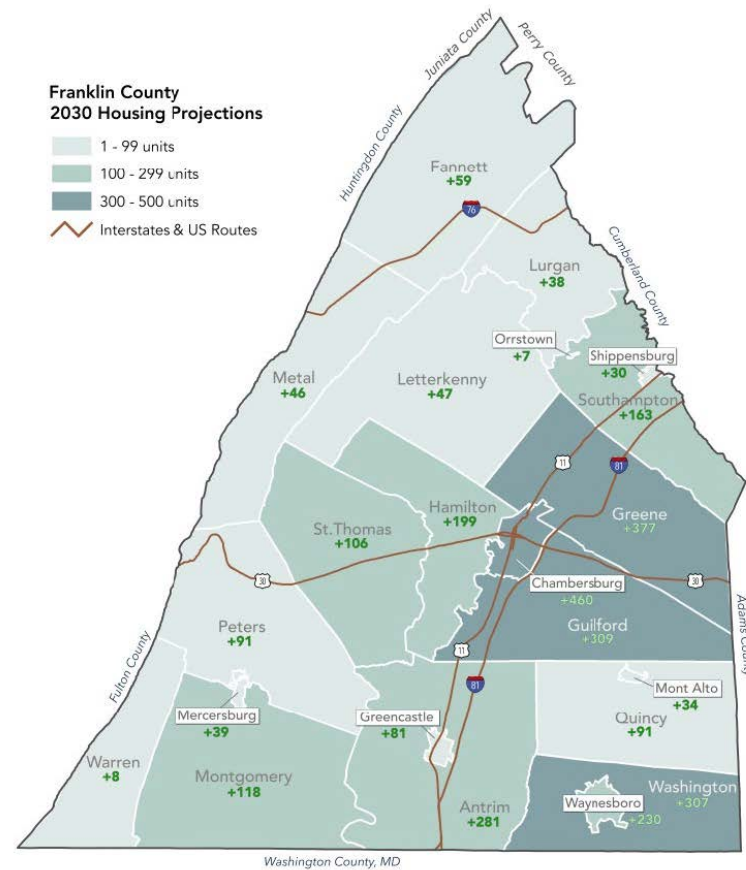 Juniata County
Perry County
Franklin County
2030 Housing Projections
1 - 99 units
100 - 299 units
300 - 500 units
Interstates & US Routes
Huntingdon County
Fannett
+59
76
Cumberland County
Lurgan
+38
Orrstown
+7
Shippensburg
+30
Metal
+46
Letterkenny
+47
Southampton
+163
11
81
Hamilton
+199
Greene
+377
St.Thomas
+106
30
Chambersburg
+460
30
Adams County
Guilford
+309
Peters
+91
11
Fulton County
81
Mont Alto
+34
Mercersburg
+39
Greencastle
+81
Quincy
+91
Warren
+8
Montgomery
+118
Washington
+307
Waynesboro
+230
Antrim
+281
Washington County, MD